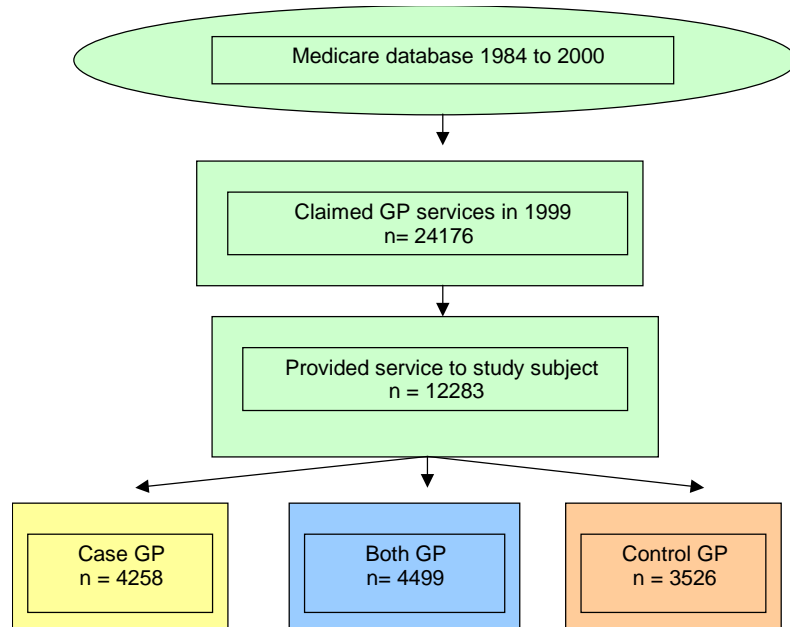 Medicare database 1984 to 2000
Claimed GP services in 1999
n= 24176
Provided service to study subject
n = 12283
Case GP
n = 4258
Both GP
n= 4499
Control GP
n = 3526